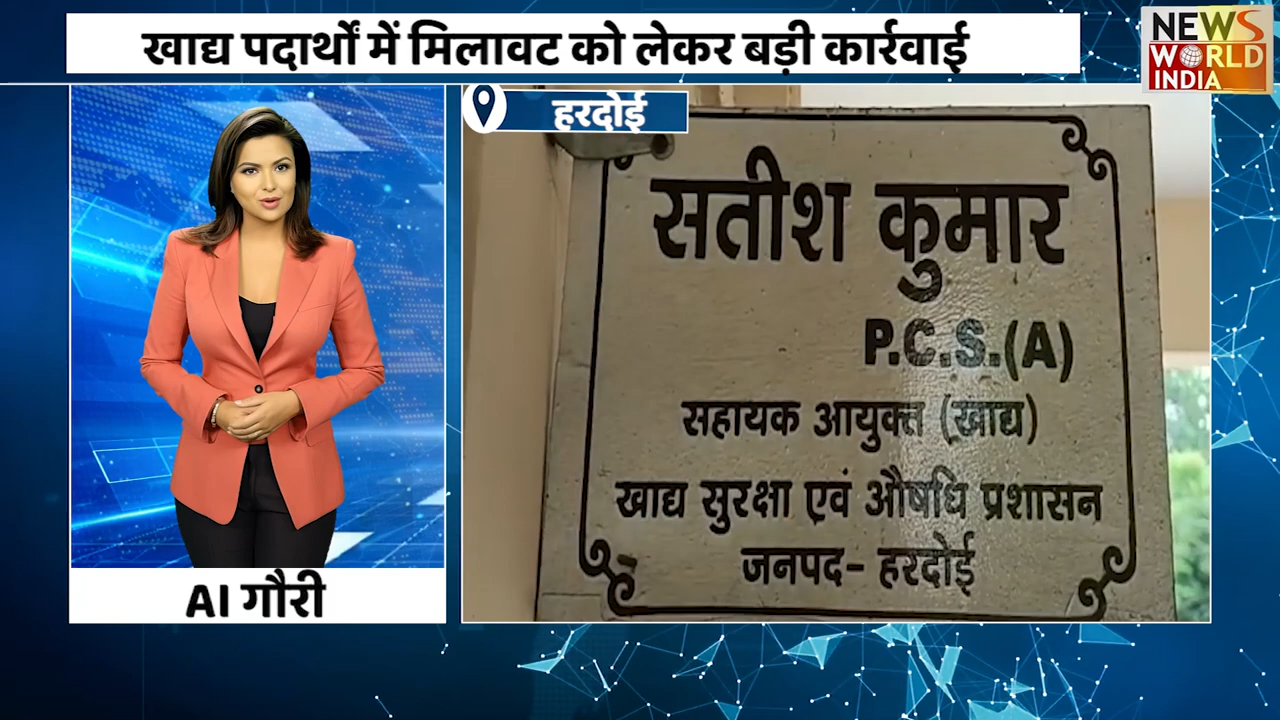 खाद्य पदार्थों में मिलावट को लेकर बड़ी कार्रवाई
NEWS
WORLD
INDIA
हरदोई
सतीश कुमार
P.C.S.(A)
सहायक आयुक्त (खाद्य)
खाद्य सुरक्षा एवं औषधि प्रशासन
जनपद- हरदोई
AI गौरी